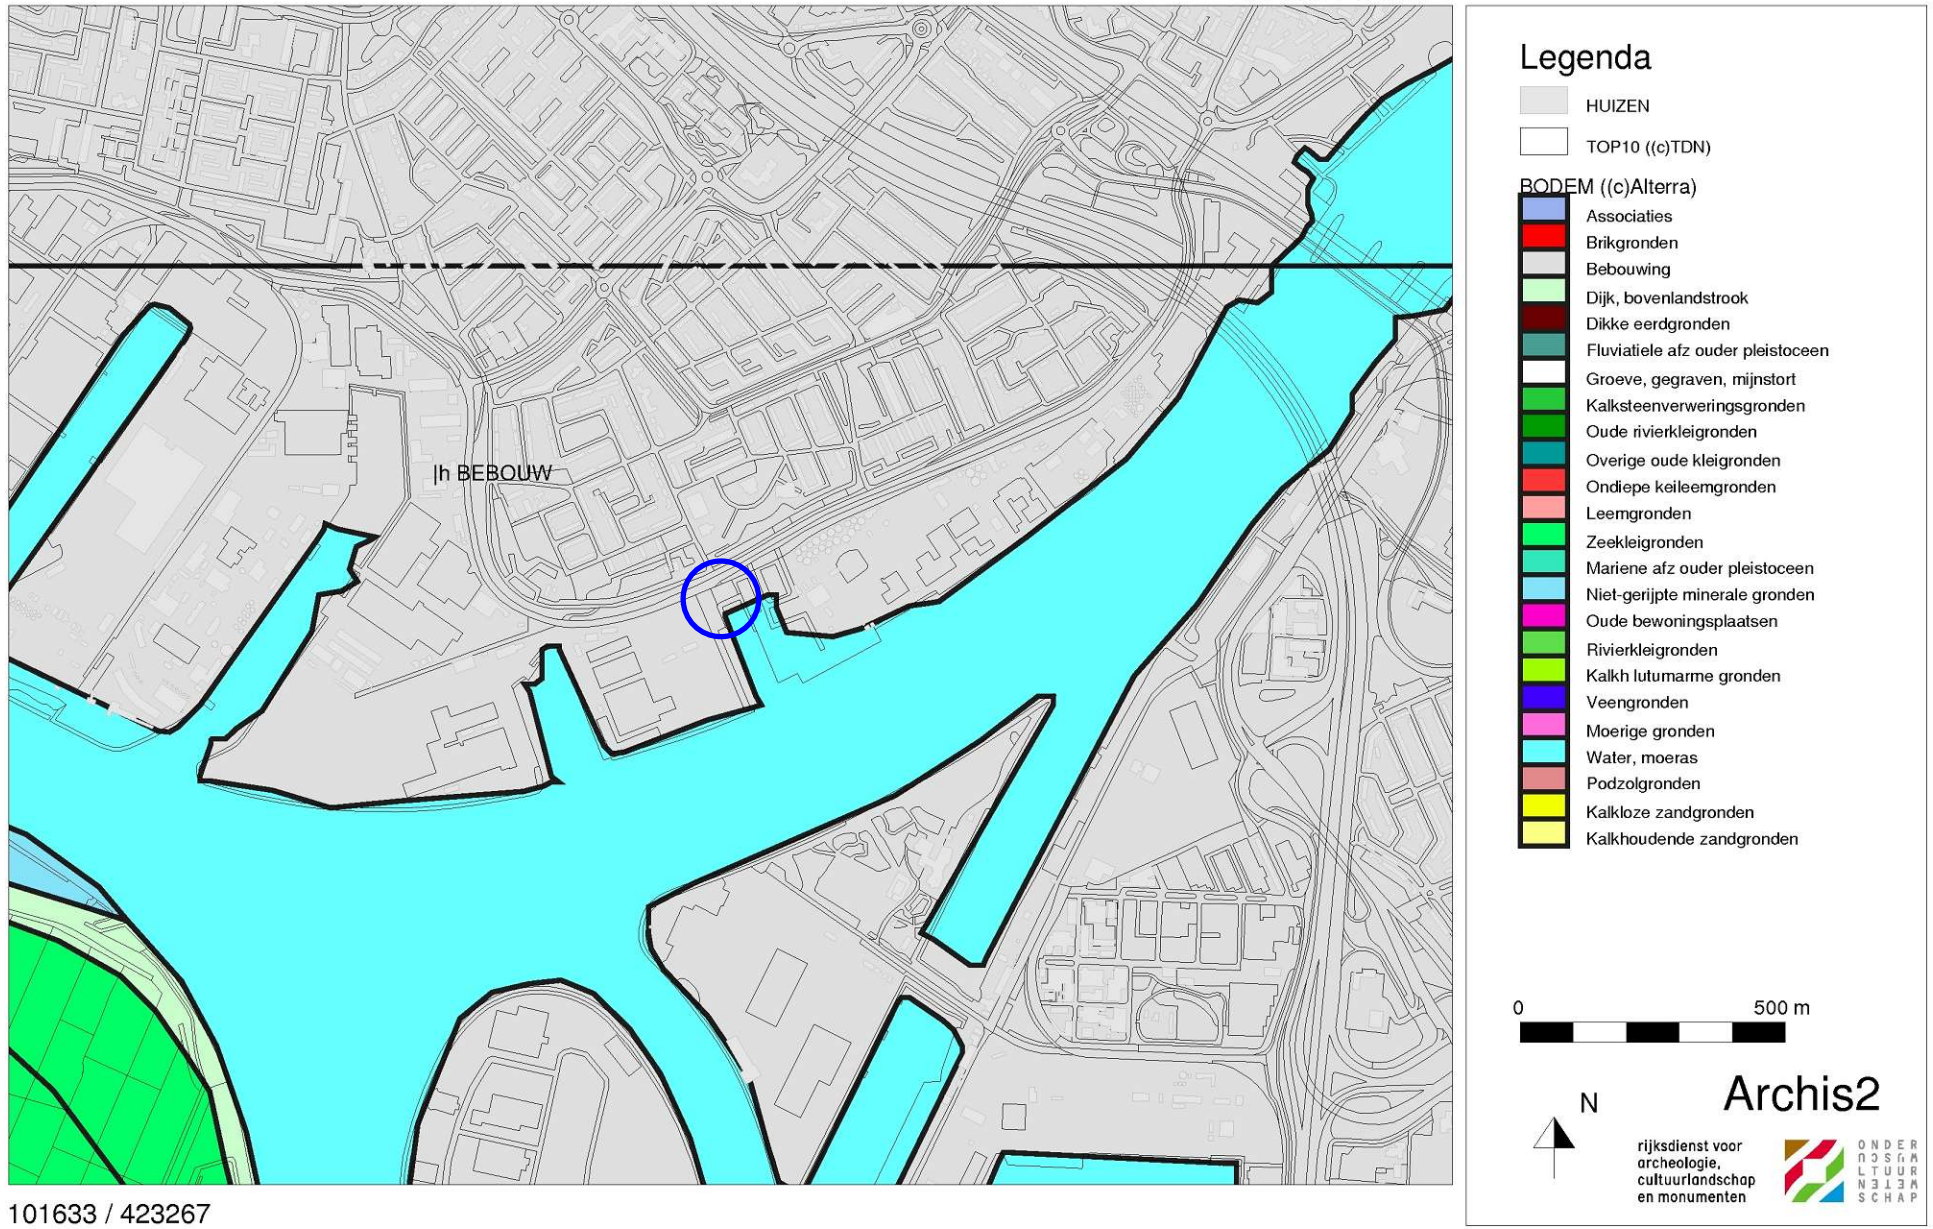 |h BEBOUW
Legenda
HUIZEN
TOP10 ((c)TDN)
BODEM ((c)Alterra)
Associaties
Brikgronden
Bebouwing
Dijk, bovenlandstrook
Dikke eerdgronden
Fluviatiele afz ouder pleistoceen
Groeve, gegraven, mijnstort
Kalksteenverweringsgronden
Oude rivierkleigronden
Overige oude kleigronden
Ondiepe keileemgronden
Leemgronden
Zeekleigronden
Mariene afz ouder pleistoceen
Niet-gerijpte minerale gronden
Oude bewoningsplaatsen
Rivierkleigronden
Kalkh lutumarme gronden
Veengronden
Moerige gronden
Water, moeras
Podzolgronden
Kalkloze zandgronden
Kalkhoudende zandgronden
0 500 m
N
Archis2
rijksdienst voor
archeologie,
cultuurlandschap
en monumenten
ONDER
SCHAP
101633 / 423267